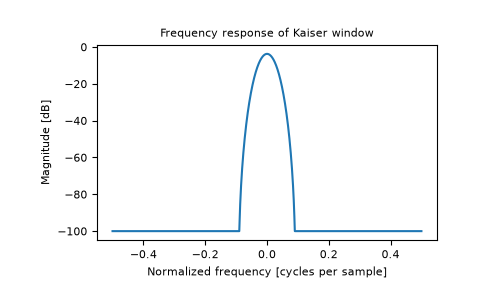 Frequency response of Kaiser window
Magnitude [dB]
0
−20
−40
−60
−80
−100
−0.4 −0.2 0.0 0.2 0.4
Normalized frequency [cycles per sample]